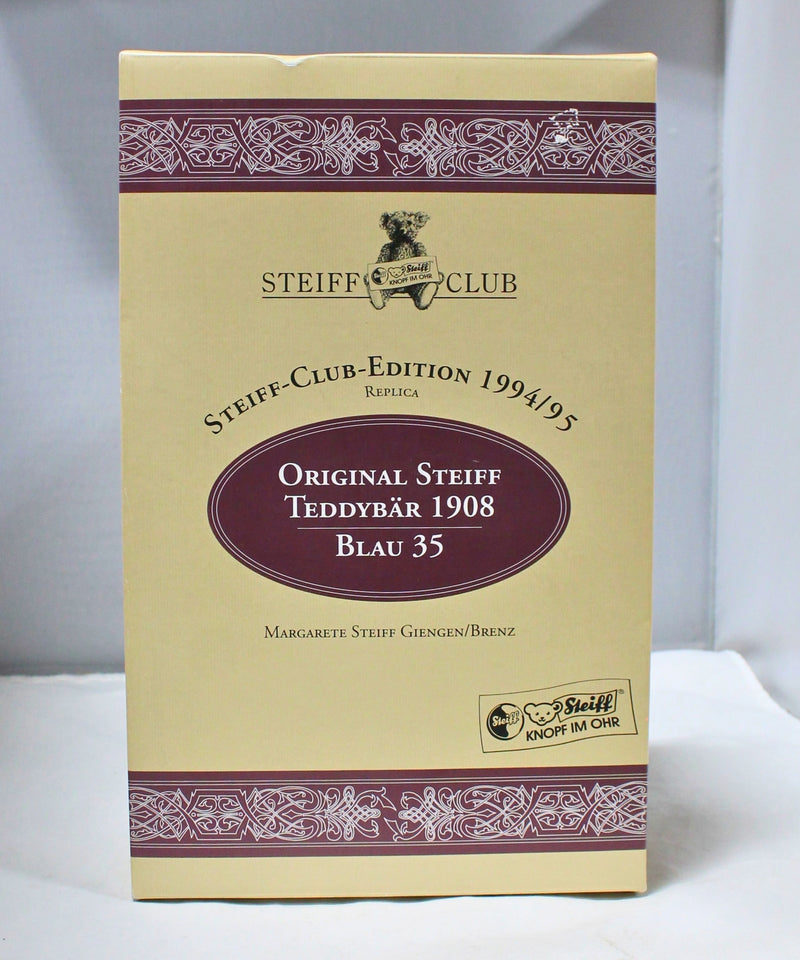 STEIFF CLUB
Steiff
KNOPF IM OHR
STEIFF-CLUB-EDITION 1994/95
REPLICA
ORIGINAL STEIFF
TEDDYBÄR 1908
BLAU 35
MARGARETE STEIFF GIENGEN/BRENZ
Steiff Steiff®
KNOPF IM OHR